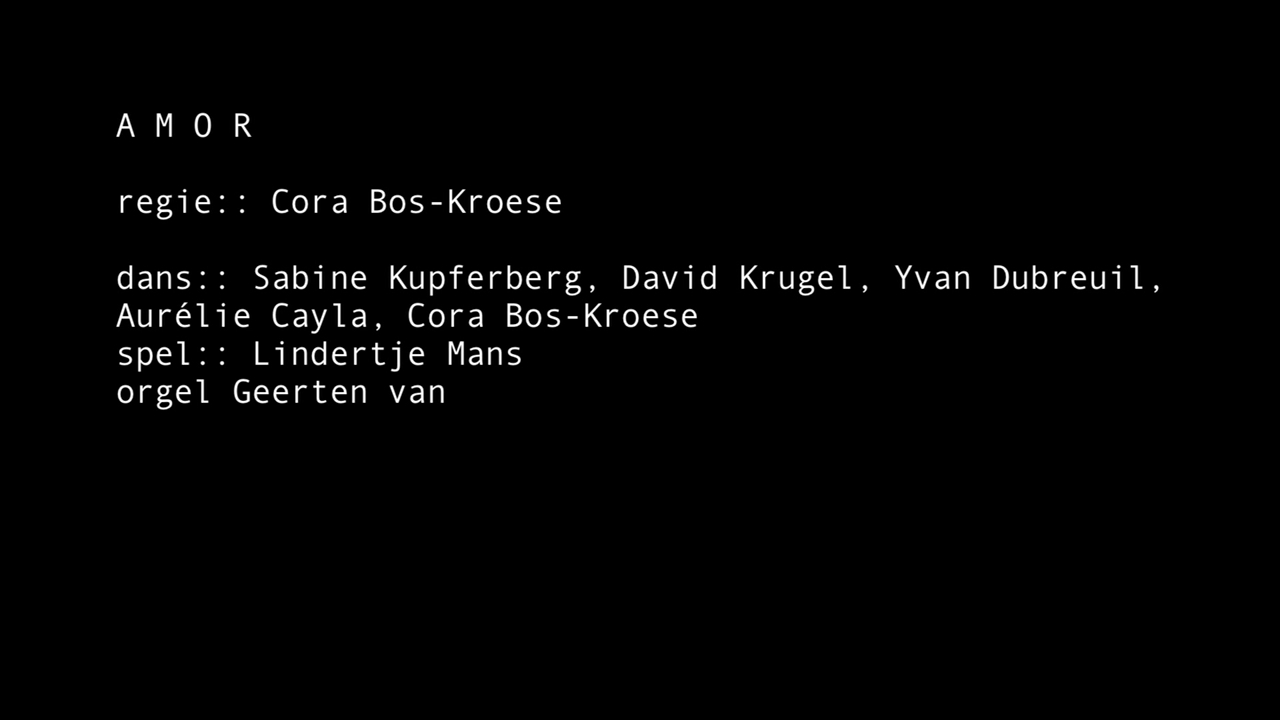 A M O R
regie:: Cora Bos-Kroese
dans:: Sabine Kupferberg, David Krugel, Yvan Dubreuil,
Aurélie Cayla, Cora Bos-Kroese
spel:: Lindertje Mans
orgel Geerten van